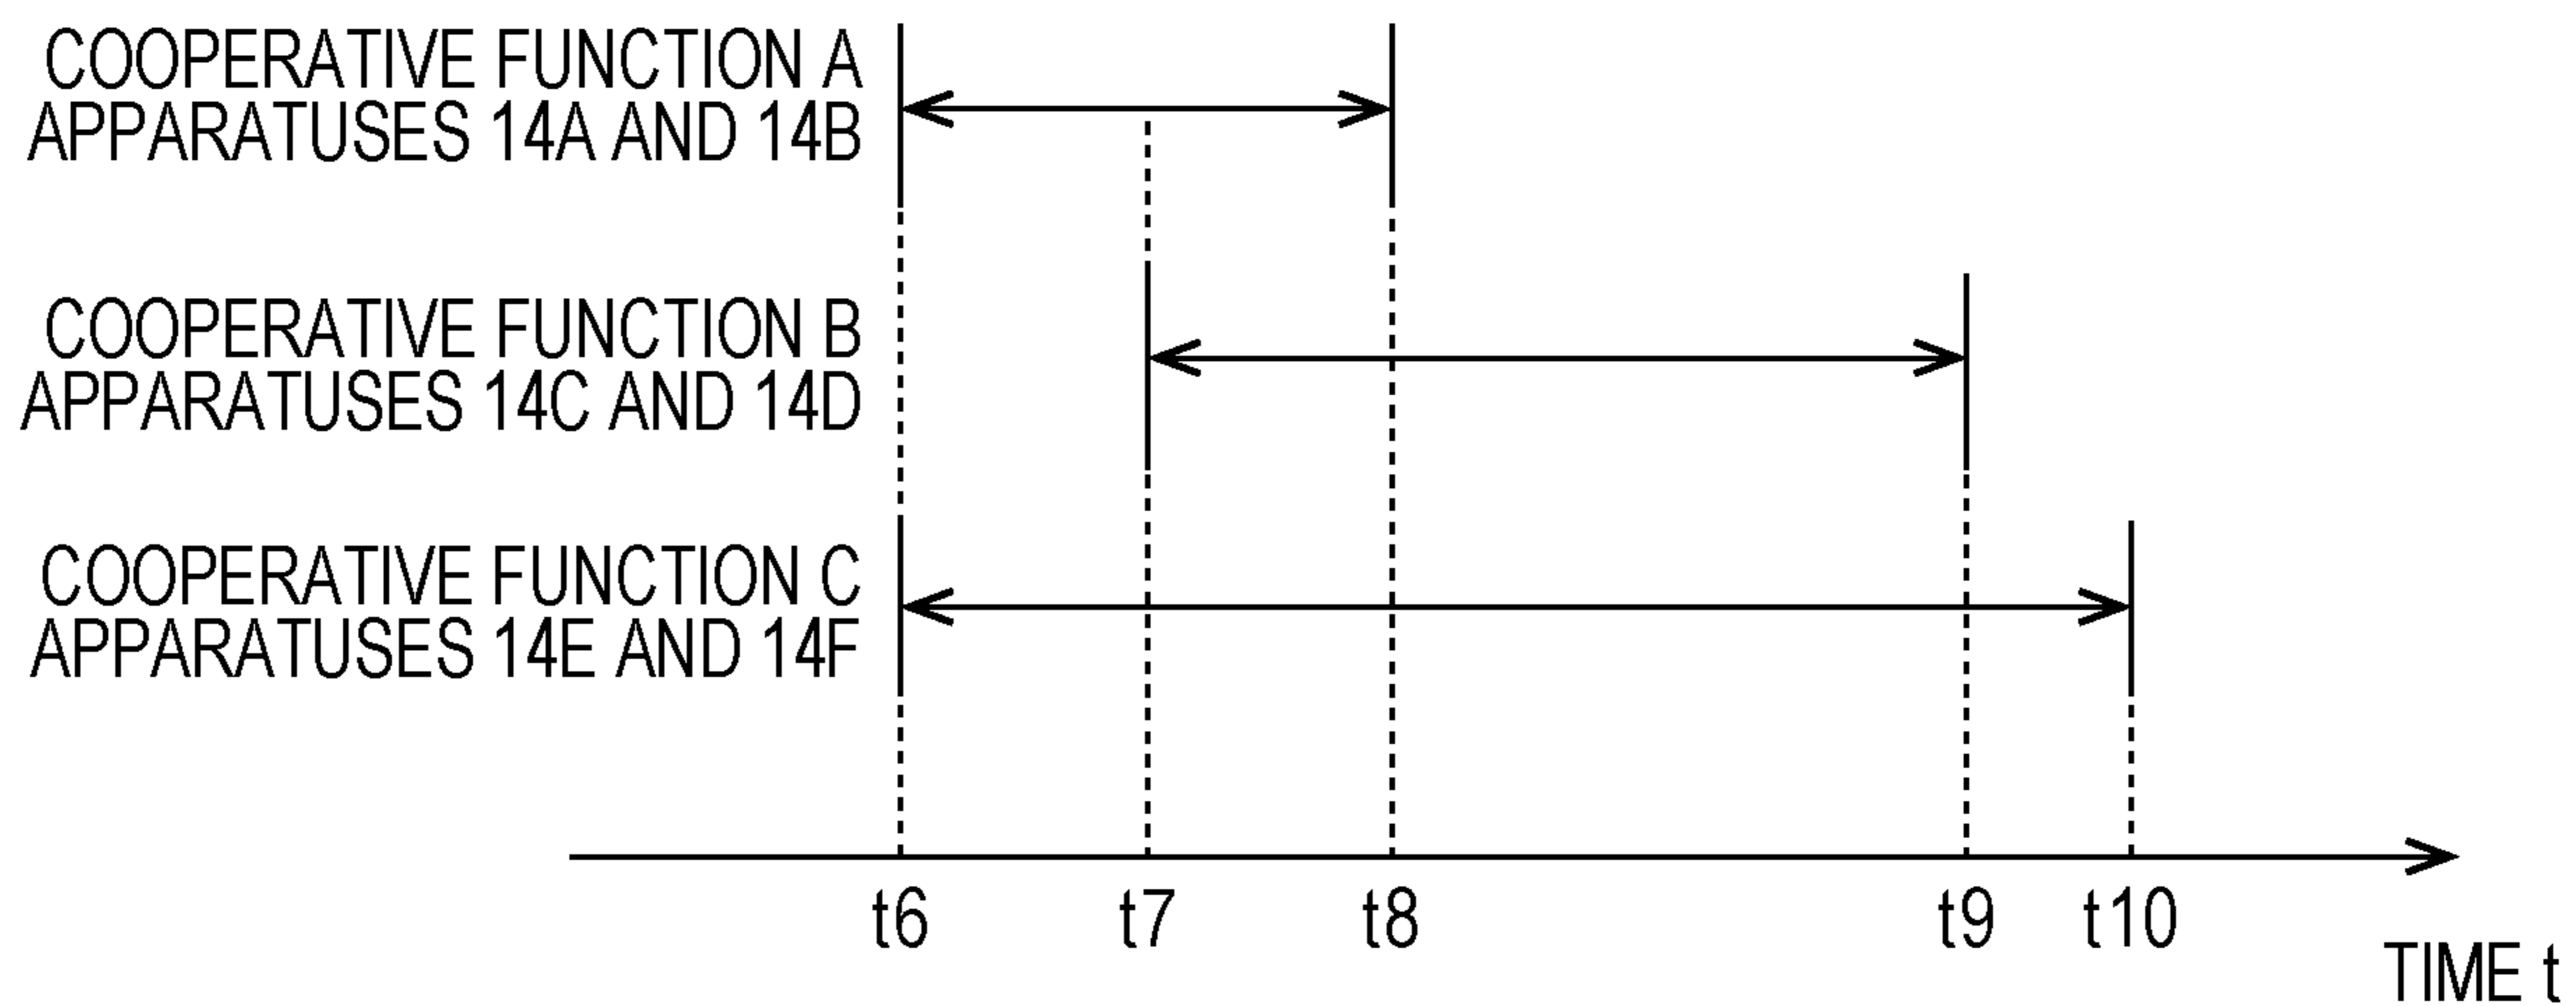 COOPERATIVE FUNCTION A
APPARATUSES 14A AND 14B
COOPERATIVE FUNCTION B
APPARATUSES 14C AND 14D
COOPERATIVE FUNCTION C
APPARATUSES 14E AND 14F
t6 t7 t8 t9 t10
TIME t